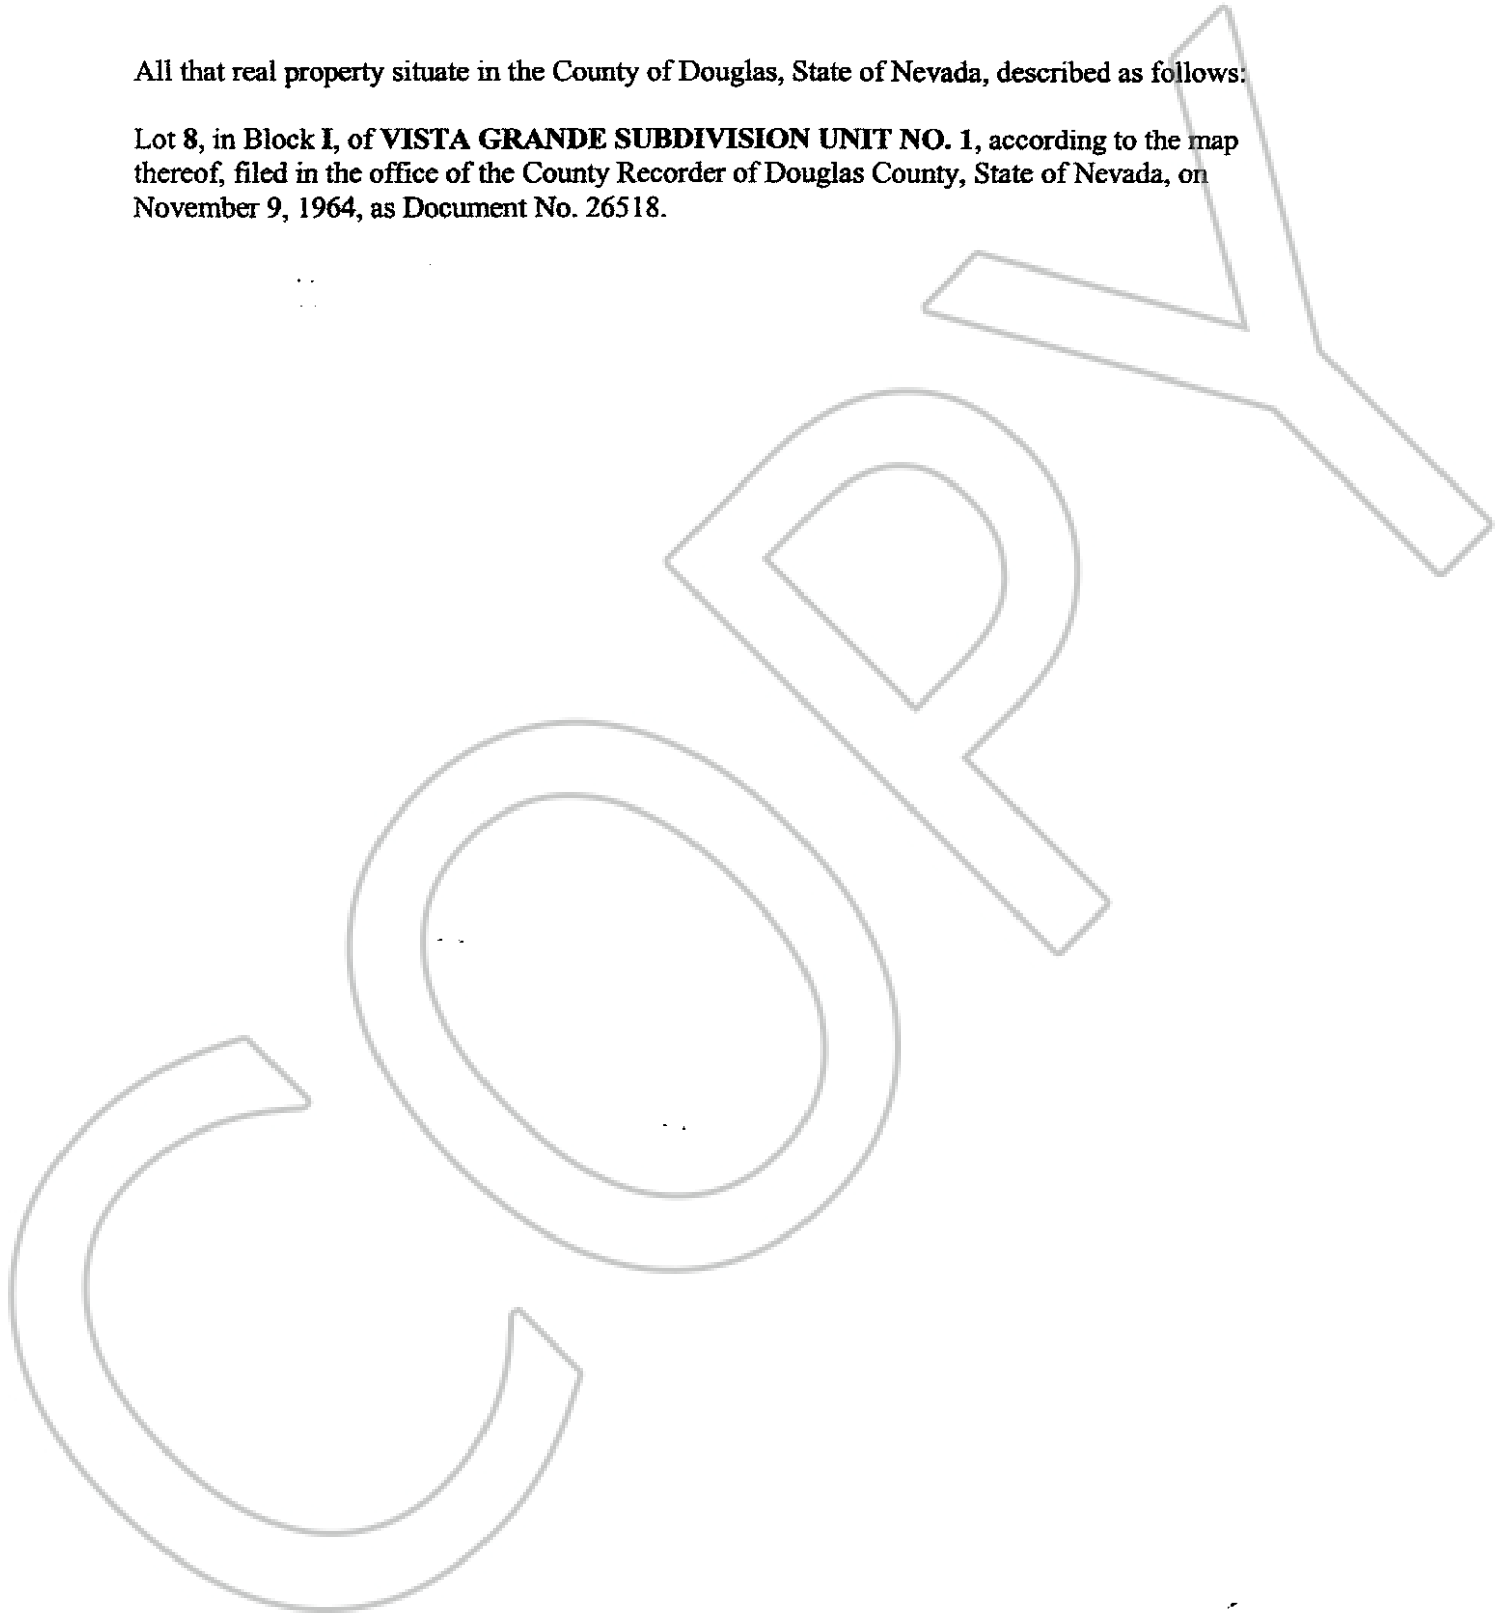 All that real property situate in the County of Douglas, State of Nevada, described as follows:
Lot 8, in Block I, of VISTA GRANDE SUBDIVISION UNIT NO. 1, according to the map
thereof, filed in the office of the County Recorder of Douglas County, State of Nevada, on
November 9, 1964, as Document No. 26518.
COPY